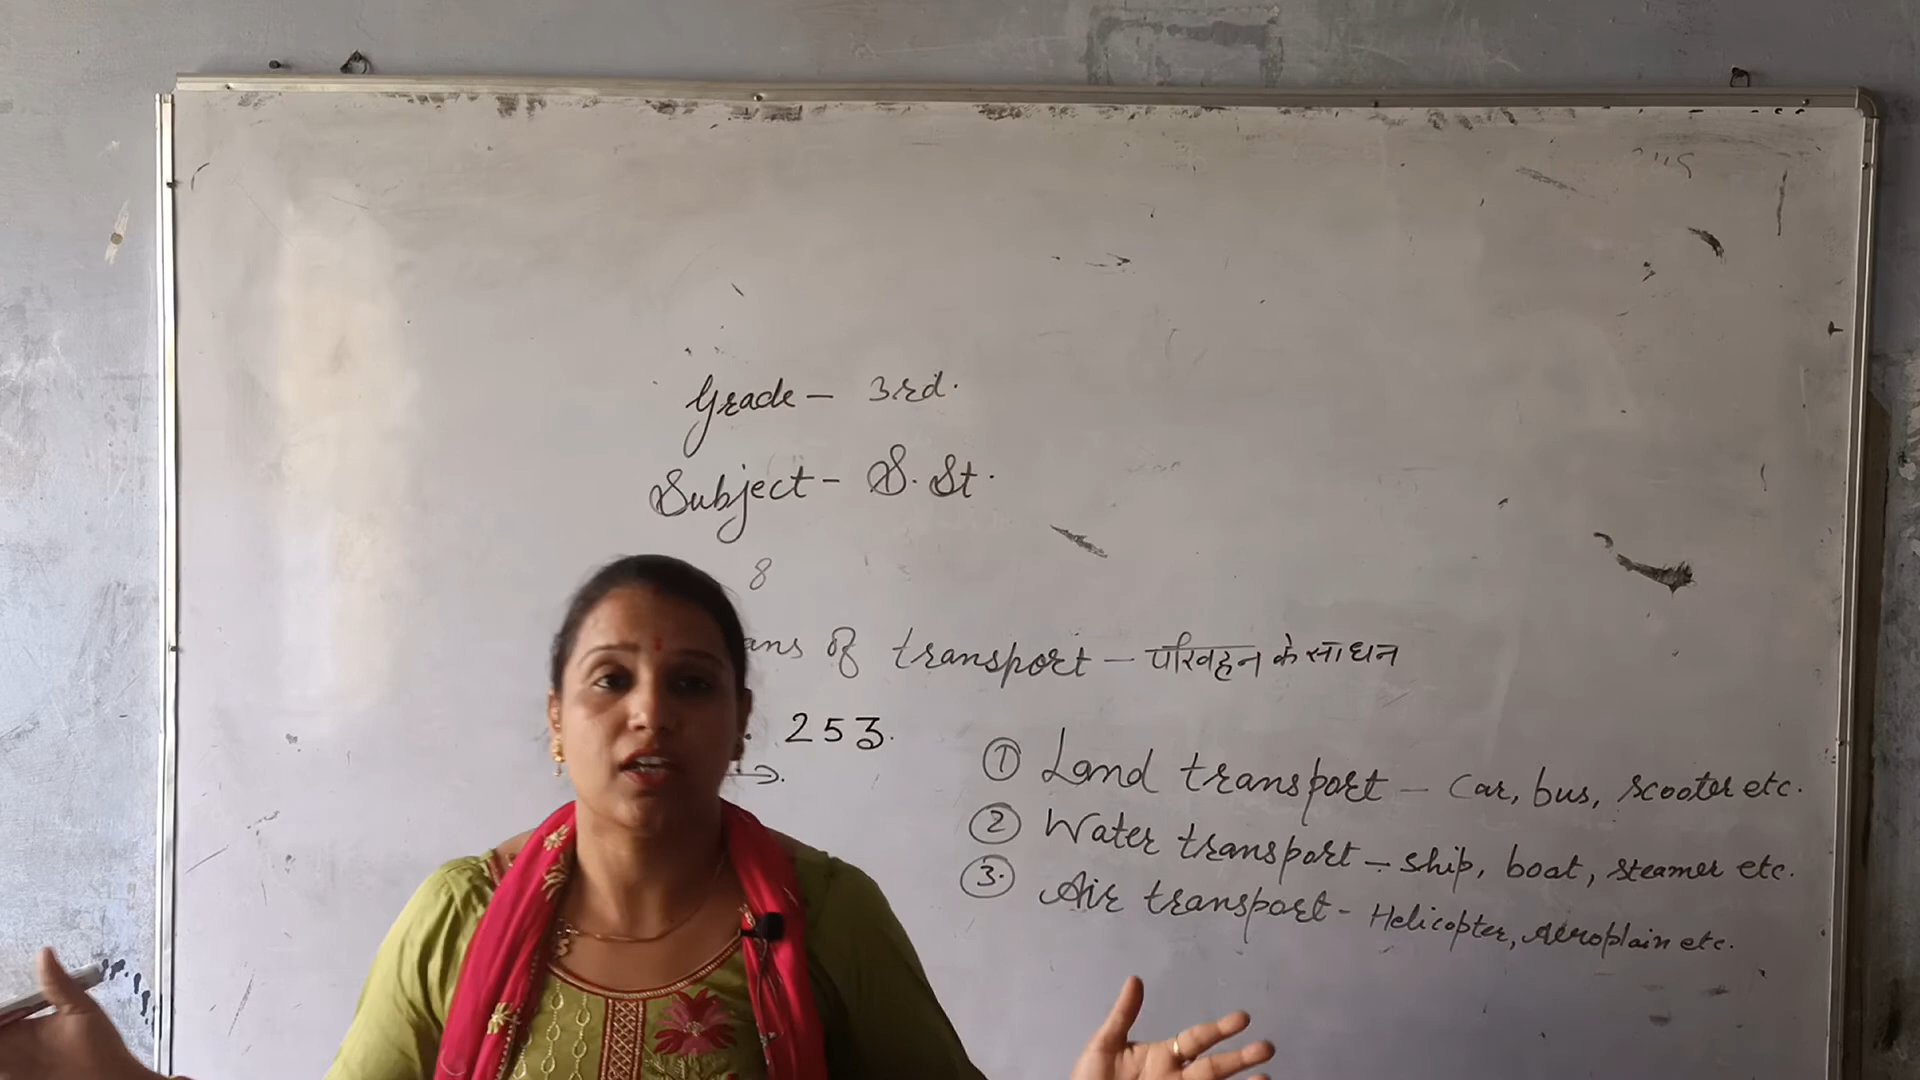 Grade - 3rd.
Subject - S. St.
8
ans of transport - परिवहन के साधन
253.
① Land transport - Car, bus, scooter etc.
② Water transport - ship, boat, steamer etc.
③ Air transport - Helicopter, Aeroplain etc.